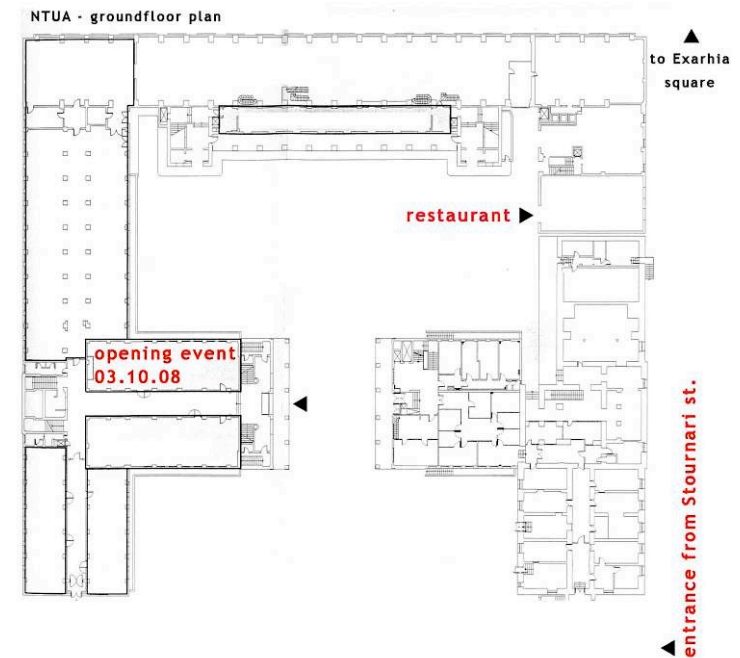 NTUA - groundfloor plan
to Exarhia
square
restaurant
opening event
03.10.08
entrance from Stournari st.